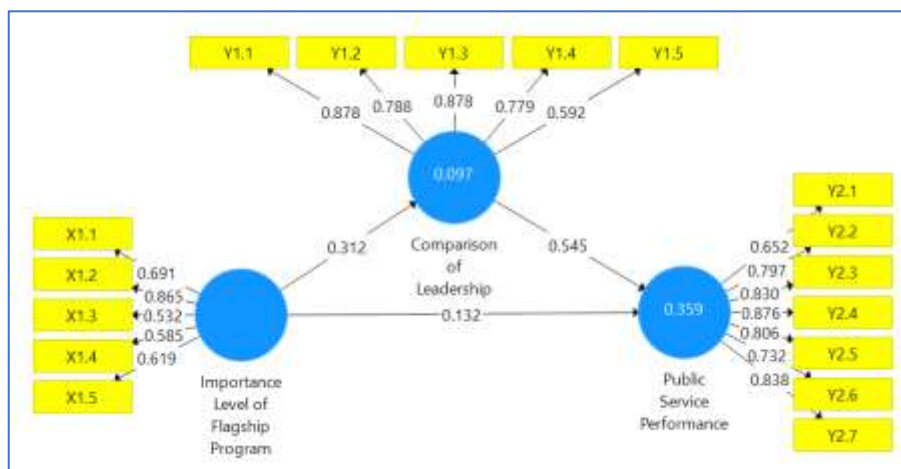 Y1.1 Y1.2 Y1.3 Y1.4 Y1.5
0.878 0.788 0.878 0.779 0.592
0.097
Comparison
of
Leadership
0.312
0.545
0.132
X1.1
X1.2
X1.3
X1.4
X1.5
0.691
0.865
0.532
0.585
0.619
Importance
Level of
Flagship
Program
0.359
Public
Service
Performance
0.652
0.797
0.830
0.876
0.806
0.732
0.838
Y2.1
Y2.2
Y2.3
Y2.4
Y2.5
Y2.6
Y2.7